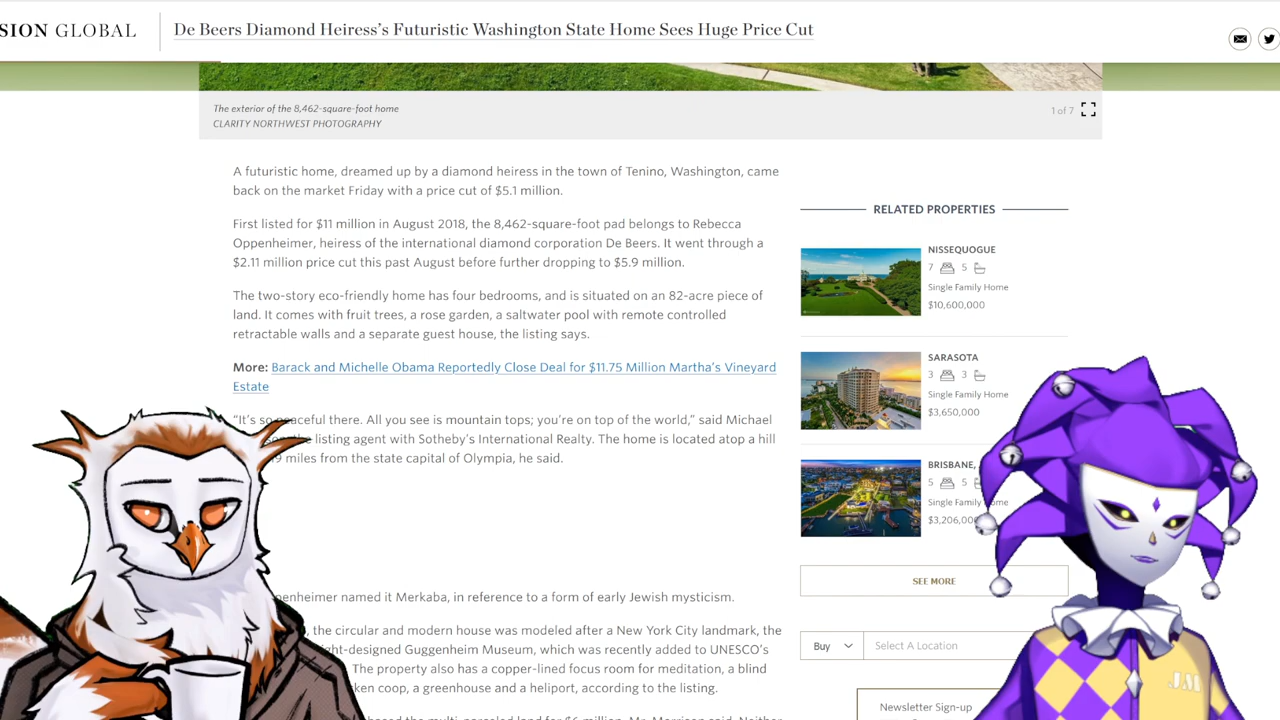 SION GLOBAL
De Beers Diamond Heiress's Futuristic Washington State Home Sees Huge Price Cut
The exterior of the 8,462-square-foot home
CLARITY NORTHWEST PHOTOGRAPHY
1 of 7
A futuristic home, dreamed up by a diamond heiress in the town of Tenino, Washington, came
back on the market Friday with a price cut of $5.1 million.
First listed for $11 million in August 2018, the 8,462-square-foot pad belongs to Rebecca
Oppenheimer, heiress of the international diamond corporation De Beers. It went through a
$2.11 million price cut this past August before further dropping to $5.9 million.
The two-story eco-friendly home has four bedrooms, and is situated on an 82-acre piece of
land. It comes with fruit trees, a rose garden, a saltwater pool with remote controlled
retractable walls and a separate guest house, the listing says.
More: Barack and Michelle Obama Reportedly Close Deal for $11.75 Million Martha's Vineyard
Estate
"It's so peaceful there. All you see is mountain tops; you're on top of the world," said Michael
listing agent with Sotheby's International Realty. The home is located atop a hill
9 miles from the state capital of Olympia, he said.
penheimer named it Merkaba, in reference to a form of early Jewish mysticism.
, the circular and modern house was modeled after a New York City landmark, the
ght-designed Guggenheim Museum, which was recently added to UNESCO's
The property also has a copper-lined focus room for meditation, a blind
ken coop, a greenhouse and a heliport, according to the listing.
RELATED PROPERTIES
NISSEQUOGUE
7 5
Single Family Home
$10,600,000
SARASOTA
3 3
Single Family Home
$3,650,000
BRISBANE,
5 5
Single Family Home
$3,206,00
SEE MORE
Buy
Select A Location
Newsletter Sign-up
JM